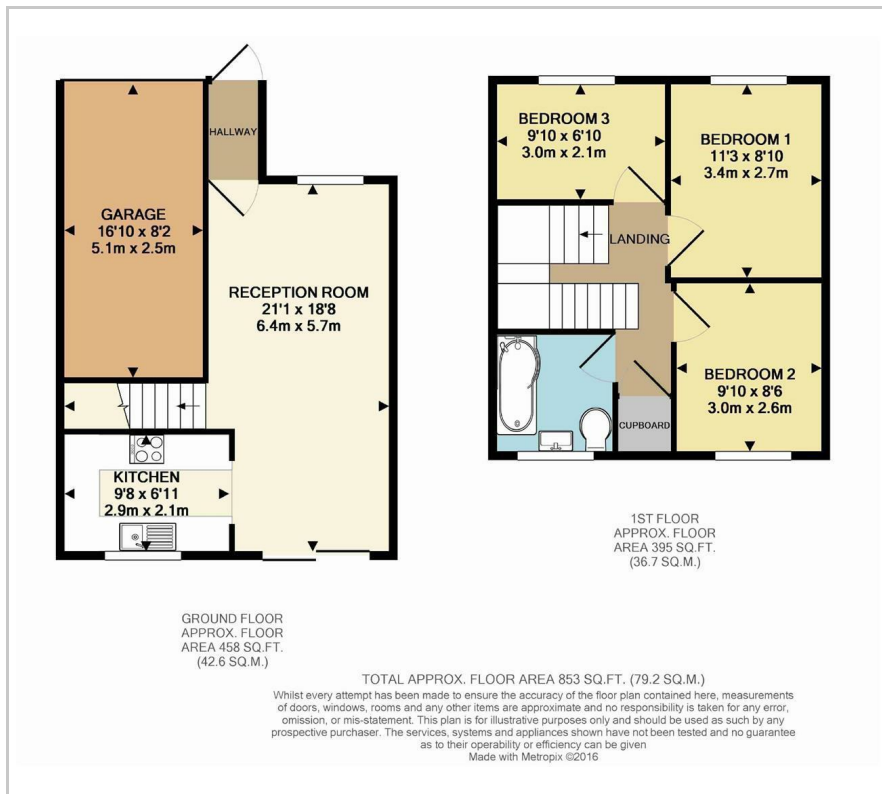 HALLWAY
GARAGE
16'10 x 8'2
5.1m x 2.5m
RECEPTION ROOM
21'1 x 18'8
6.4m x 5.7m
KITCHEN
9'8 x 6'11
2.9m x 2.1m
GROUND FLOOR
APPROX. FLOOR
AREA 458 SQ.FT.
(42.6 SQ.M.)
BEDROOM 3
9'10 x 6'10
3.0m x 2.1m
BEDROOM 1
11'3 x 8'10
3.4m x 2.7m
LANDING
BEDROOM 2
9'10 x 8'6
3.0m x 2.6m
CUPBOARD
1ST FLOOR
APPROX. FLOOR
AREA 395 SQ.FT.
(36.7 SQ.M.)
TOTAL APPROX. FLOOR AREA 853 SQ.FT. (79.2 SQ.M.)
Whilst every attempt has been made to ensure the accuracy of the floor plan contained here, measurements
of doors, windows, rooms and any other items are approximate and no responsibility is taken for any error,
omission, or mis-statement. This plan is for illustrative purposes only and should be used as such by any
prospective purchaser. The services, systems and appliances shown have not been tested and no guarantee
as to their operability or efficiency can be given
Made with Metropix ©2016